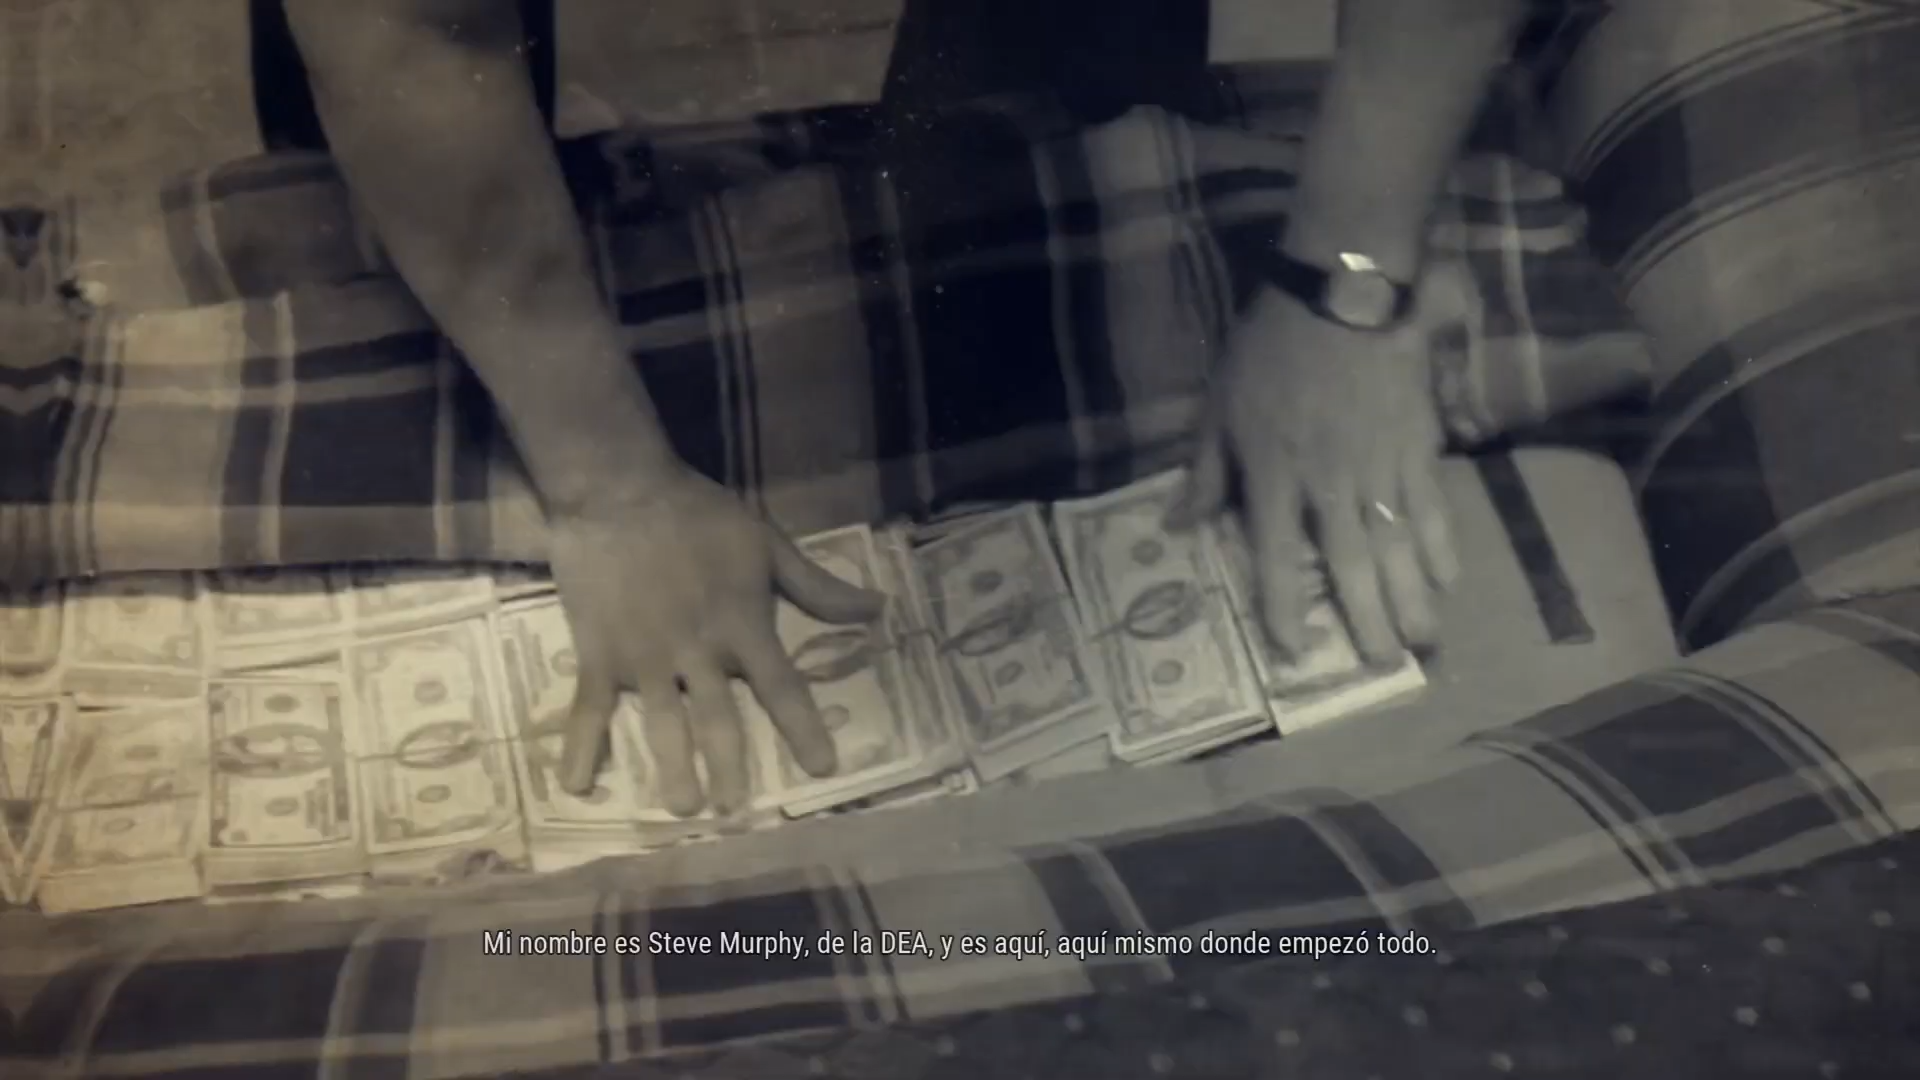 Mi nombre es Steve Murphy, de la DEA, y es aquí, aquí mismo donde empezó todo.